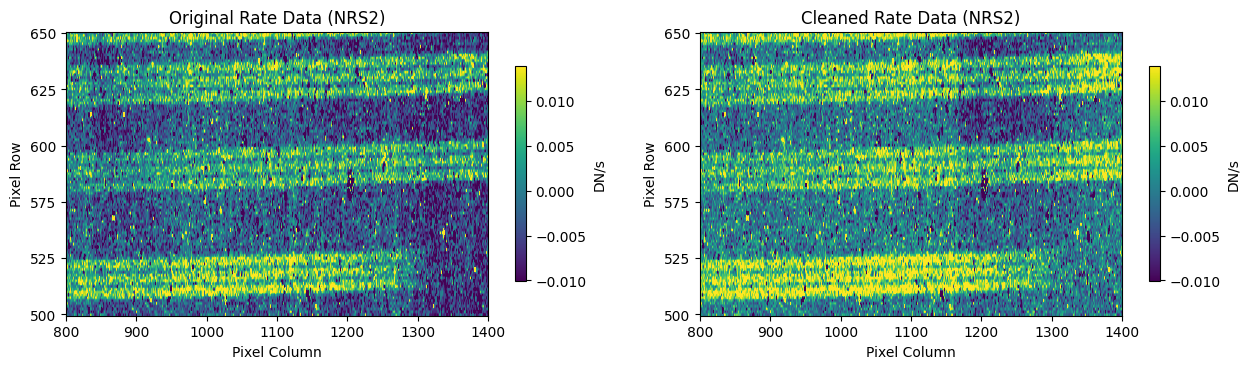 Original Rate Data (NRS2)
650
625
600
575
550
525
500
Pixel Row
800 900 1000 1100 1200 1300 1400
Pixel Column
0.010
0.005
0.000
−0.005
−0.010
DN/s
Cleaned Rate Data (NRS2)
650
625
600
575
550
525
500
Pixel Row
800 900 1000 1100 1200 1300 1400
Pixel Column
0.010
0.005
0.000
−0.005
−0.010
DN/s